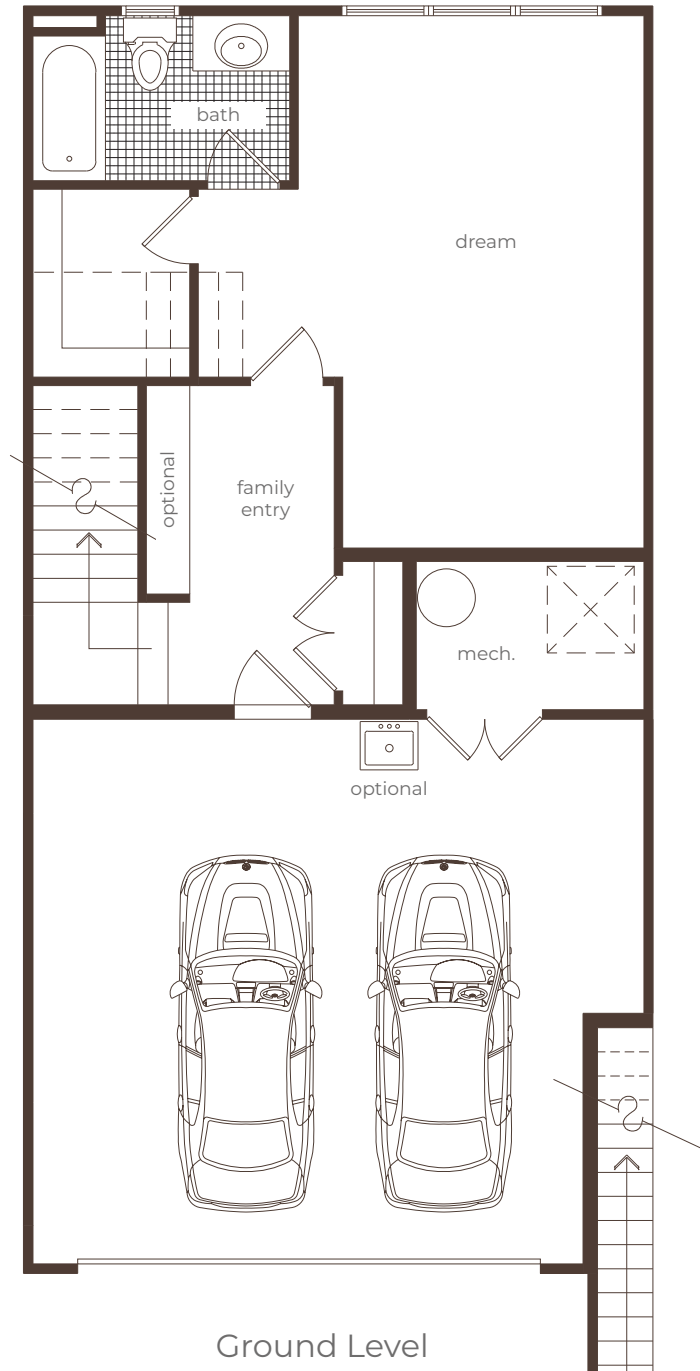 bath
dream
optional
family
entry
mech.
optional
Ground Level